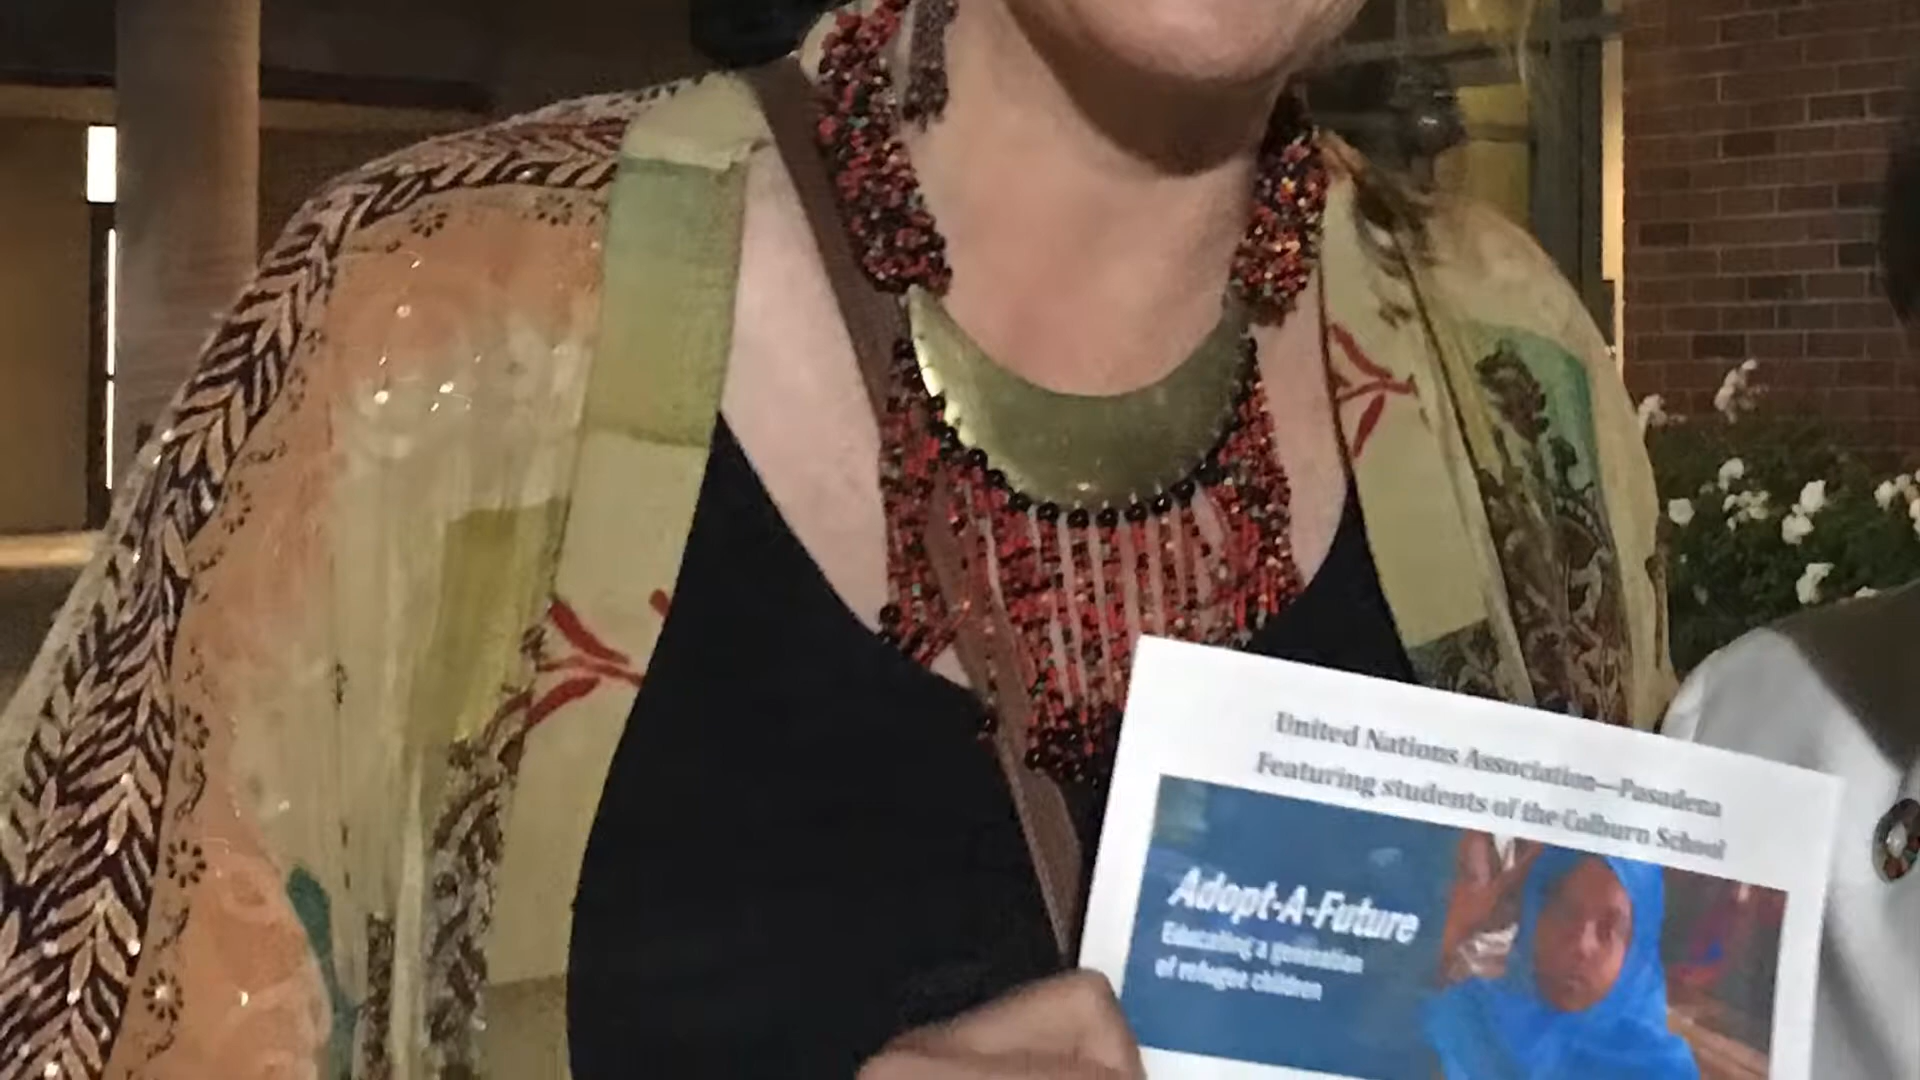 United Nations Association—Pasadena
Featuring students of the Colburn School
Adopt-A-Future
Educating a generation
of refugee children